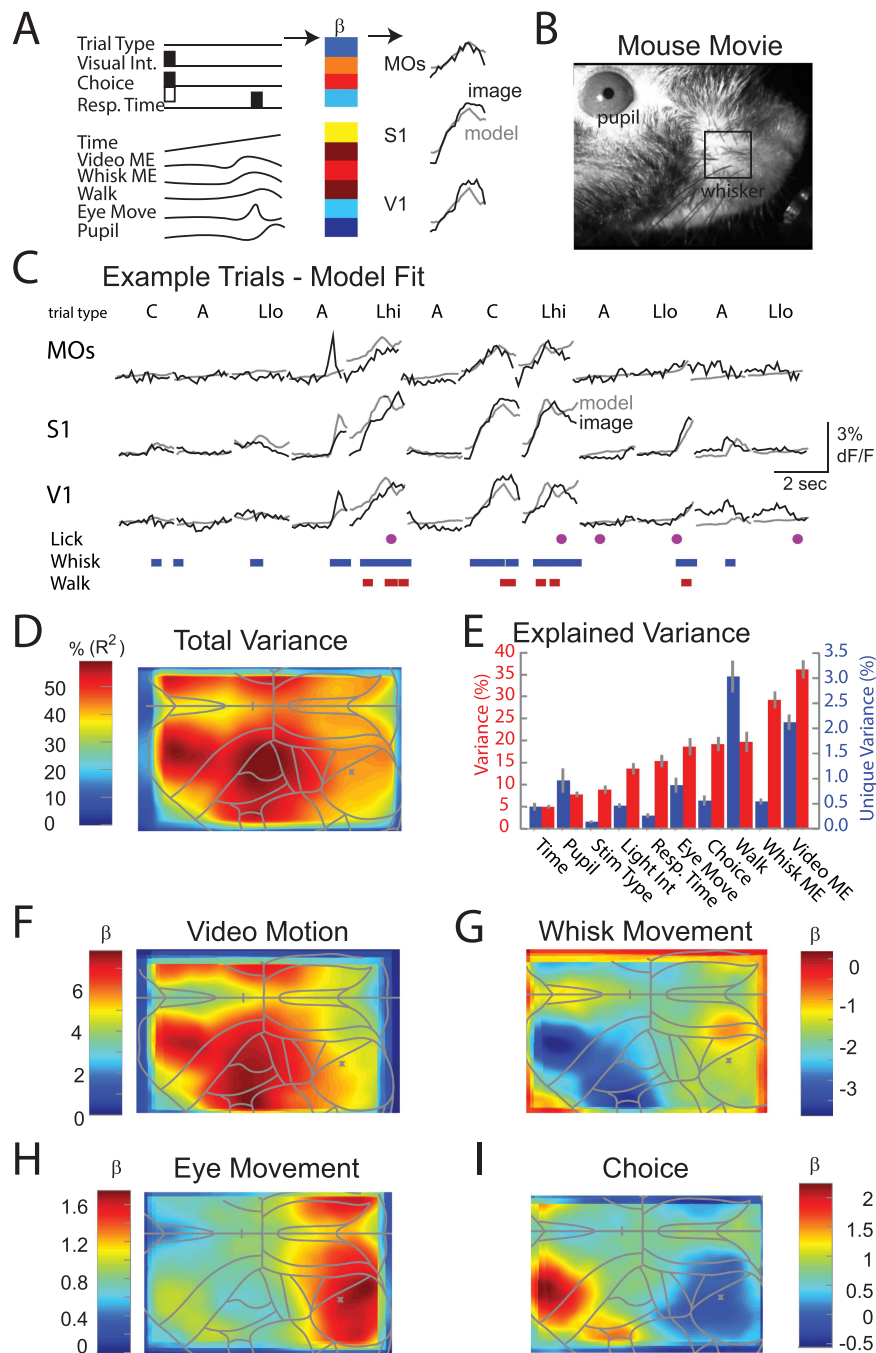 A
Trial Type
Visual Int.
Choice
Resp. Time
Time
Video ME
Whisk ME
Walk
Eye Move
Pupil
β
MOs
image
model
S1
V1
B
Mouse Movie
pupil
whisker
C
Example Trials - Model Fit
trial type C A Llo A Lhi A C Lhi A Llo A Llo
MOs
S1
model
image
3%
dF/F
2 sec
V1
Lick
Whisk
Walk
D
Total Variance
% (R²)
50
40
30
20
10
0
E
Explained Variance
Variance (%)
40
35
30
25
20
15
10
5
0
Unique Variance (%)
3.5
3.0
2.5
2.0
1.5
1.0
0.5
0.0
Time
Pupil
Stim Type
Light Int
Resp. Time
Eye Move
Choice
Walk
Whisk ME
Video ME
F
Video Motion
β
6
4
2
0
G
Whisk Movement
β
0
-1
-2
-3
H
Eye Movement
β
1.6
1.2
0.8
0.4
0
I
Choice
β
2
1.5
1
0.5
0
-0.5